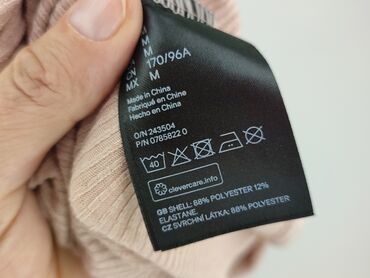 M
M
CN 170/96A
MX M
Made in China
Fabriqué en Chine
Hecho en China
O/N 243504
P/N 0785822 0
40
clevercare.info
GB SHELL: 88% POLYESTER 12%
ELASTANE,
CZ SVRCHNÍ LÁTKA: 88% POLYESTER